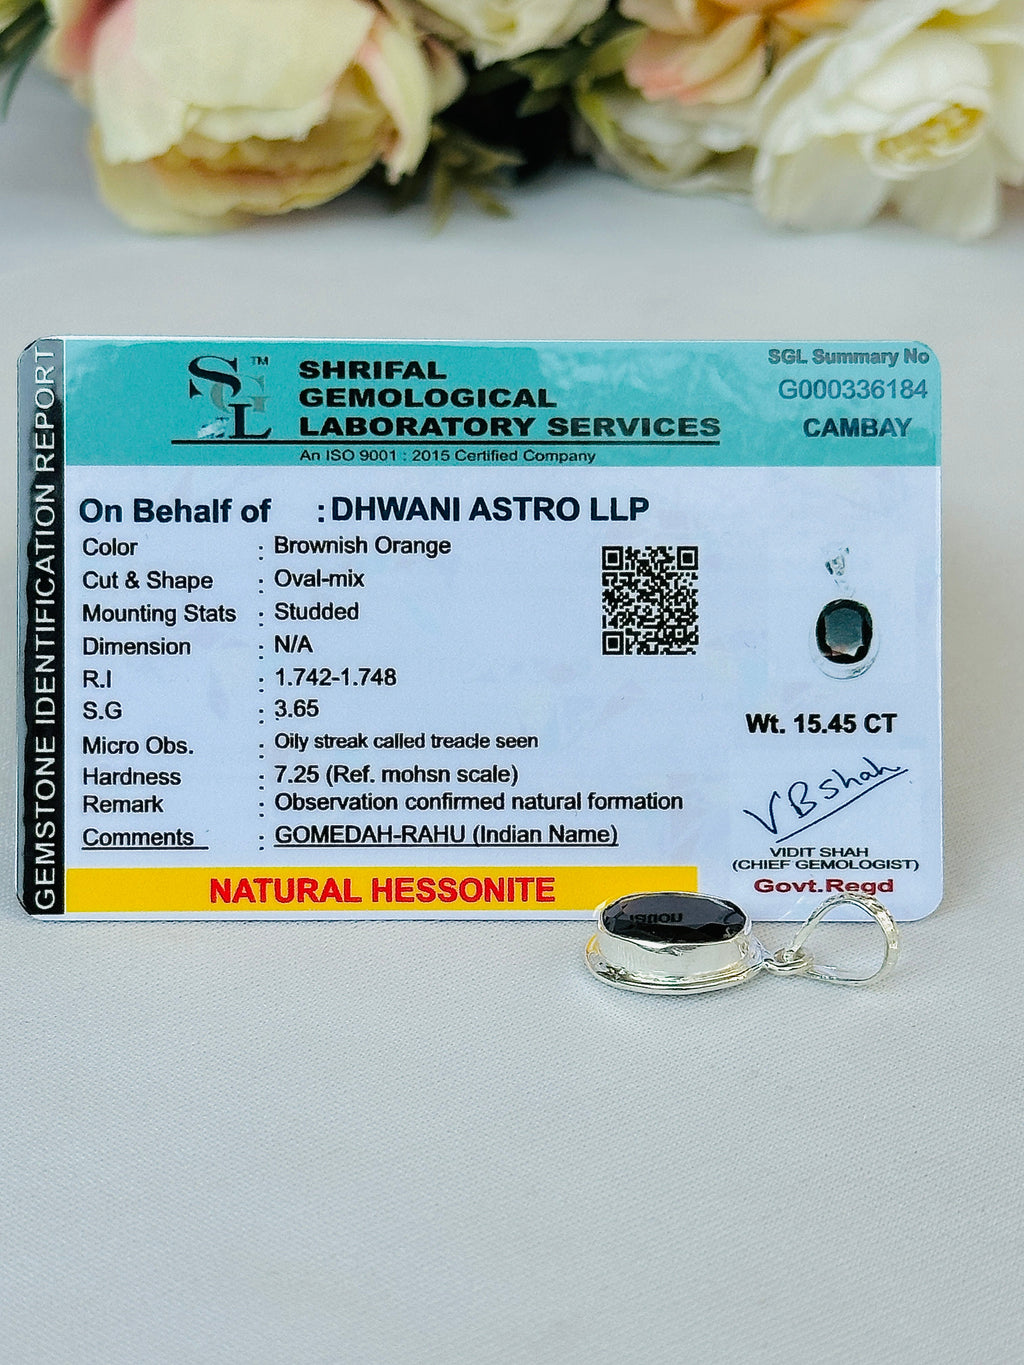 GEMSTONE IDENTIFICATION REPORT
SGL
TM
SHRIFAL
GEMOLOGICAL
LABORATORY SERVICES
An ISO 9001 : 2015 Certified Company
SGL Summary No
G000336184
CAMBAY
On Behalf of : DHWANI ASTRO LLP
Color : Brownish Orange
Cut & Shape : Oval-mix
Mounting Stats : Studded
Dimension : N/A
R.I : 1.742-1.748
S.G : 3.65
Micro Obs. : Oily streak called treacle seen
Hardness : 7.25 (Ref. mohsn scale)
Remark : Observation confirmed natural formation
Comments : GOMEDAH-RAHU (Indian Name)
NATURAL HESSONITE
Wt. 15.45 CT
VBshah
VIDIT SHAH
(CHIEF GEMOLOGIST)
Govt.Regd